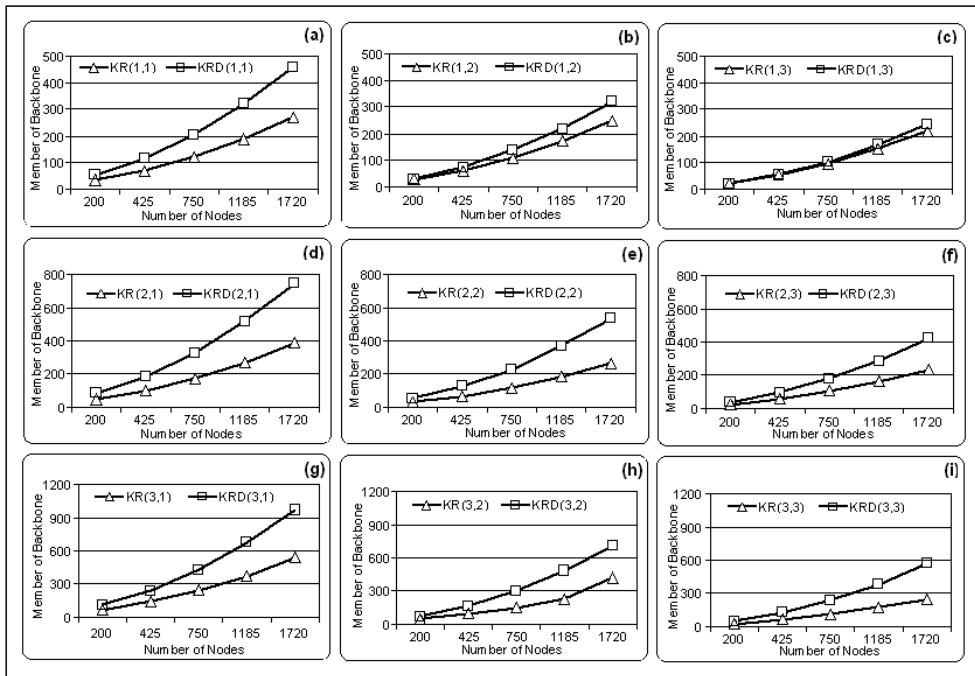 (a)
KR(1,1) KRD(1,1)
Member of Backbone
500
400
300
200
100
0
200 425 750 1185 1720
Number of Nodes
(b)
KR(1,2) KRD(1,2)
Member of Backbone
500
400
300
200
100
0
200 425 750 1185 1720
Number of Nodes
(c)
KR(1,3) KRD(1,3)
Member of Backbone
500
400
300
200
100
0
200 425 750 1185 1720
Number of Nodes
(d)
KR(2,1) KRD(2,1)
Member of Backbone
800
600
400
200
0
200 425 750 1185 1720
Number of Nodes
(e)
KR(2,2) KRD(2,2)
Member of Backbone
800
600
400
200
0
200 425 750 1185 1720
Number of Nodes
(f)
KR(2,3) KRD(2,3)
Member of Backbone
800
600
400
200
0
200 425 750 1185 1720
Number of Nodes
(g)
KR(3,1) KRD(3,1)
Member of Backbone
1200
900
600
300
0
200 425 750 1185 1720
Number of Nodes
(h)
KR(3,2) KRD(3,2)
Member of Backbone
1200
900
600
300
0
200 425 750 1185 1720
Number of Nodes
(i)
KR(3,3) KRD(3,3)
Member of Backbone
1200
900
600
300
0
200 425 750 1185 1720
Number of Nodes